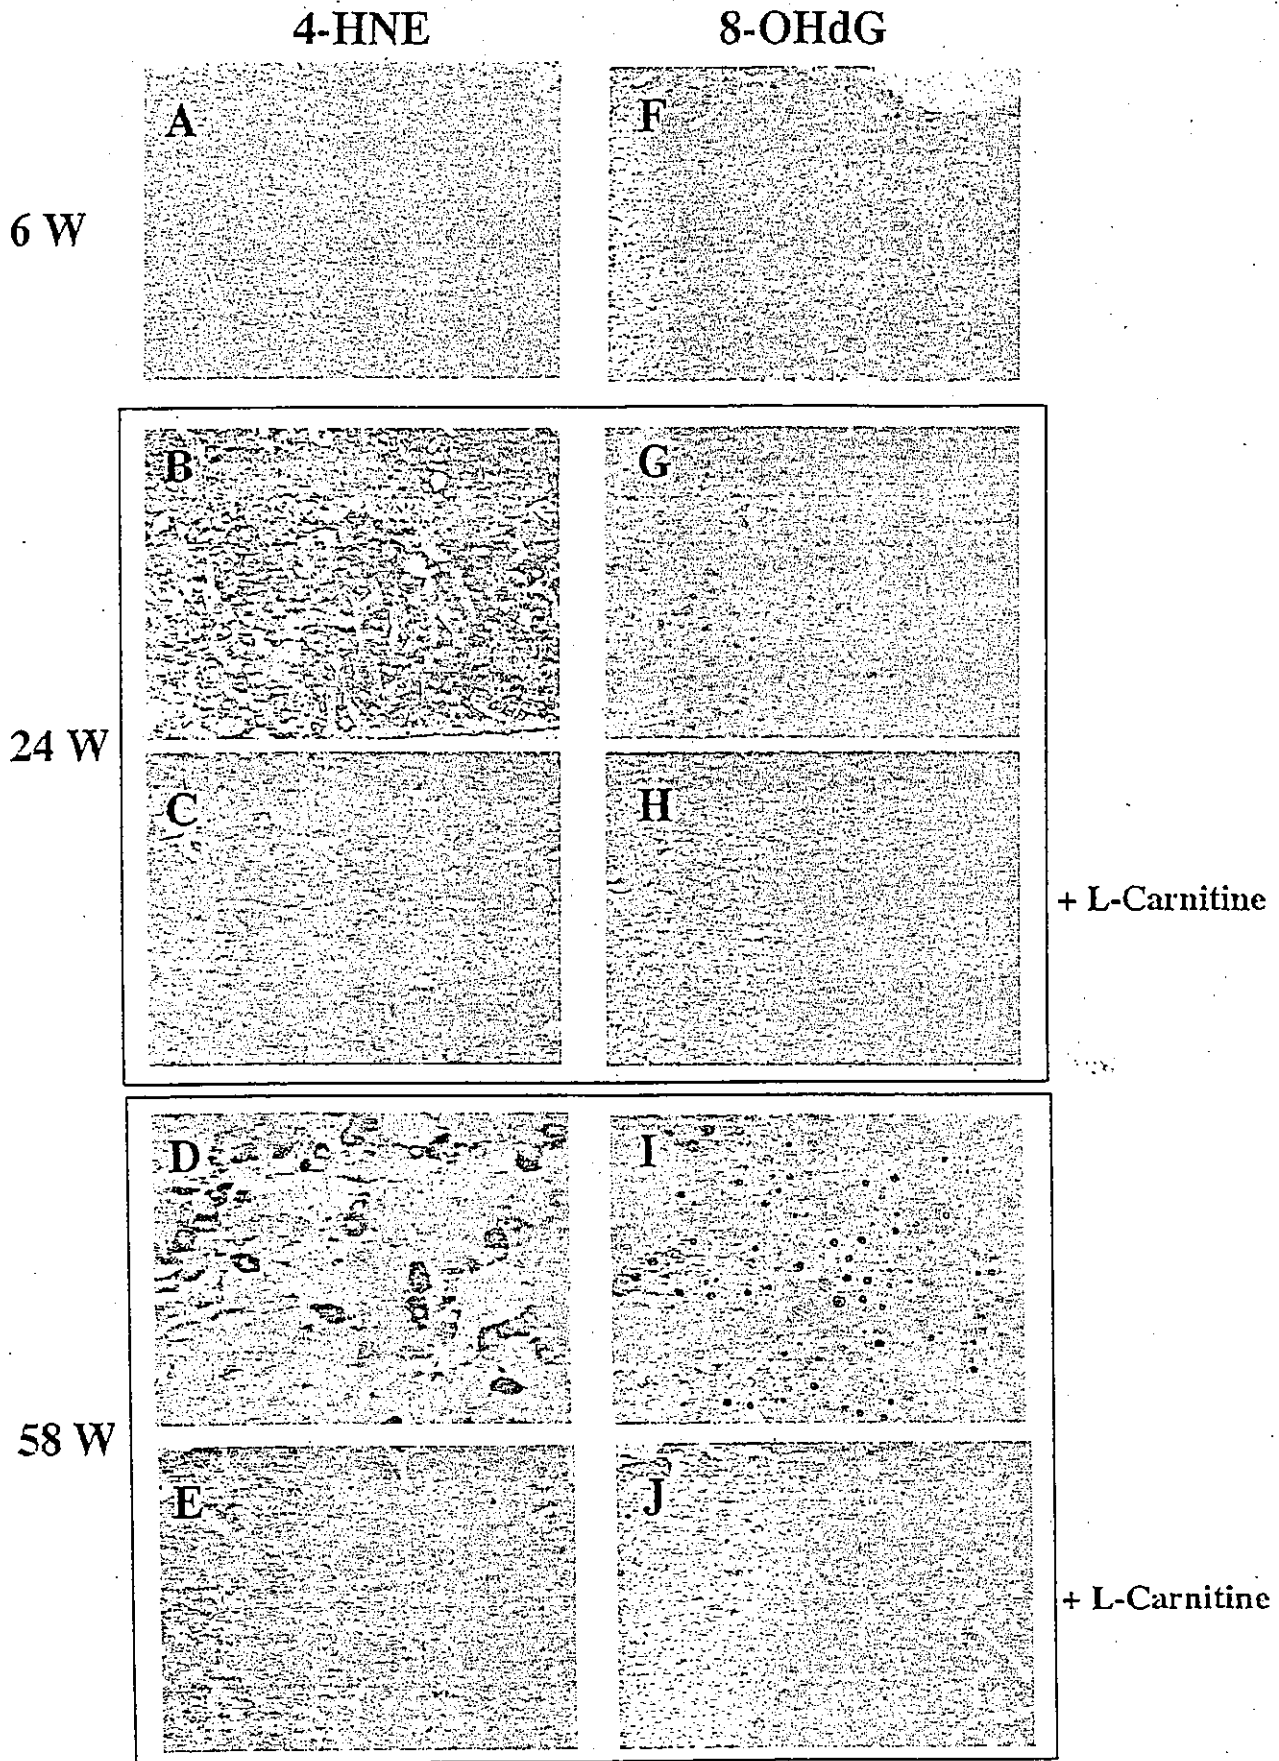 4-HNE 8-OHdG
6 W
A F
B G
24 W
C H
+ L-Carnitine
D I
58 W
E J
+ L-Carnitine